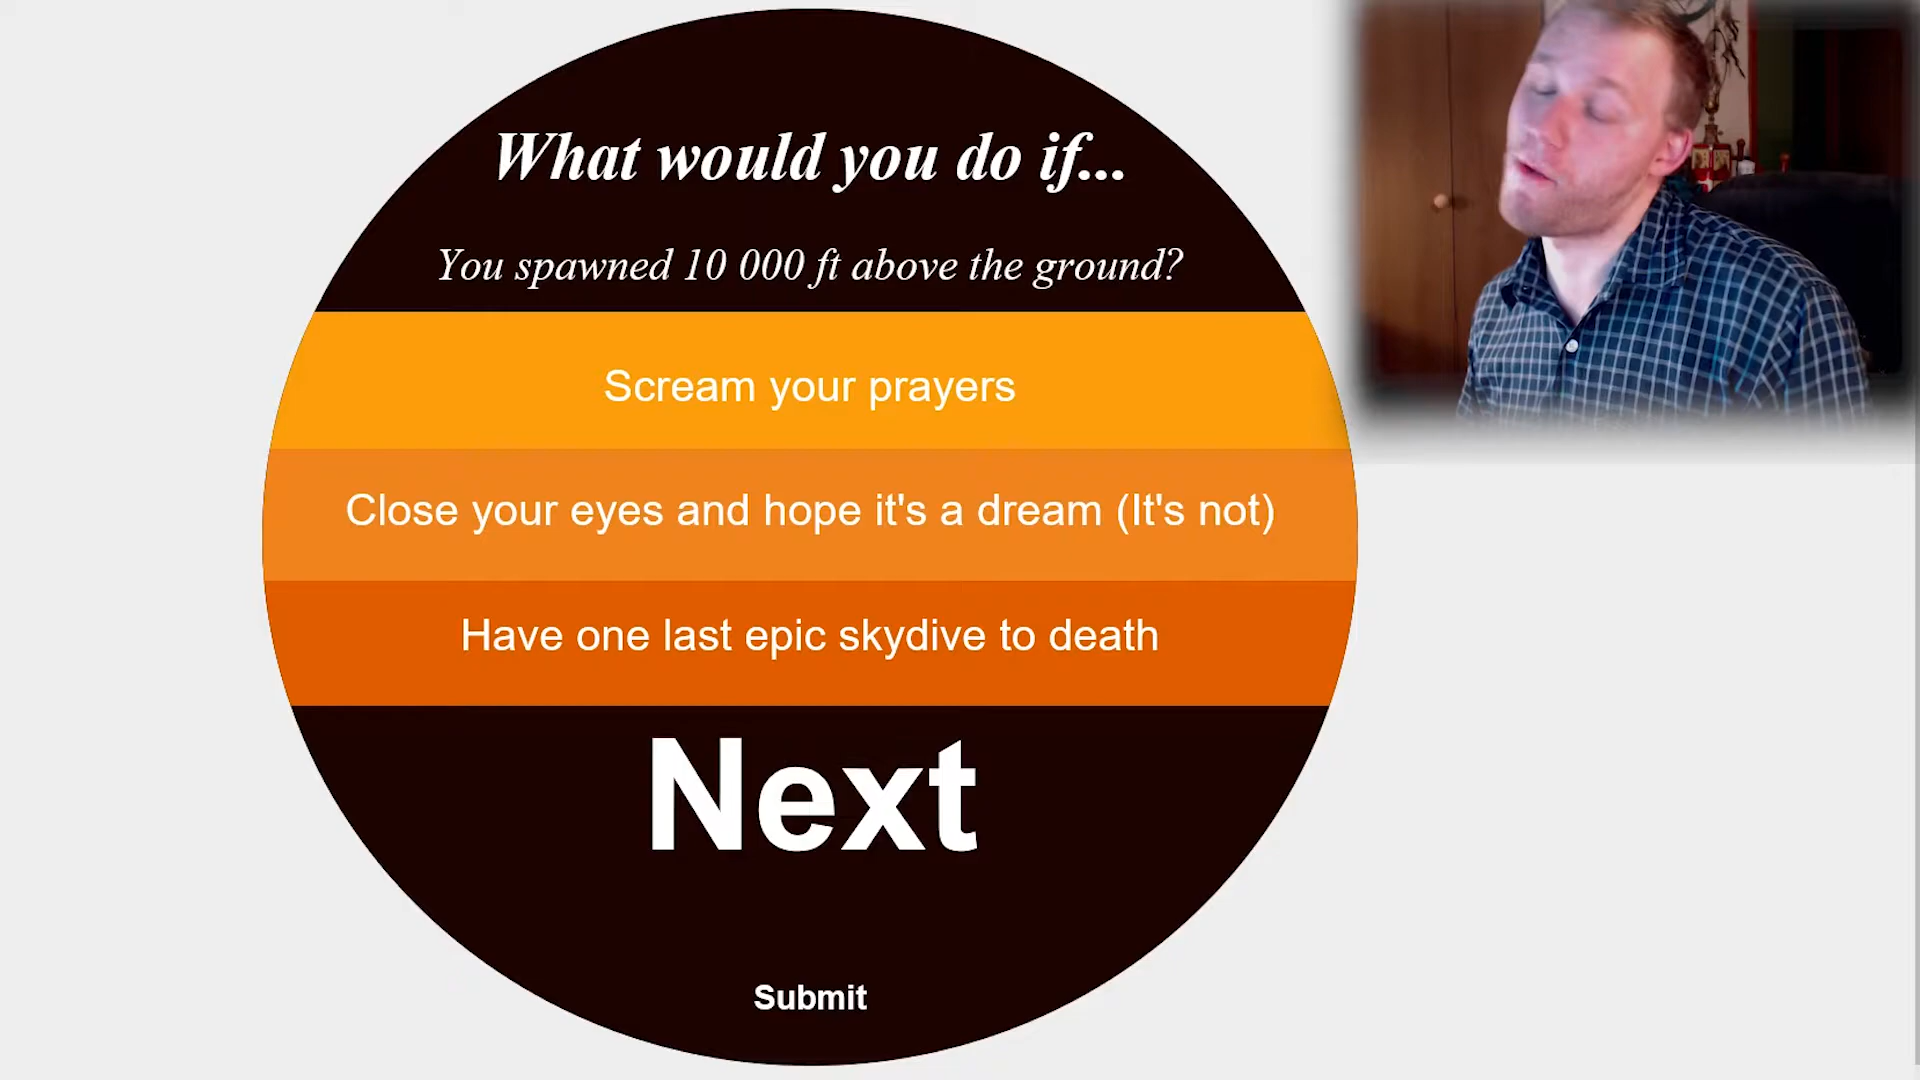 What would you do if...
You spawned 10 000 ft above the ground?
Scream your prayers
Close your eyes and hope it's a dream (It's not)
Have one last epic skydive to death
Next
Submit